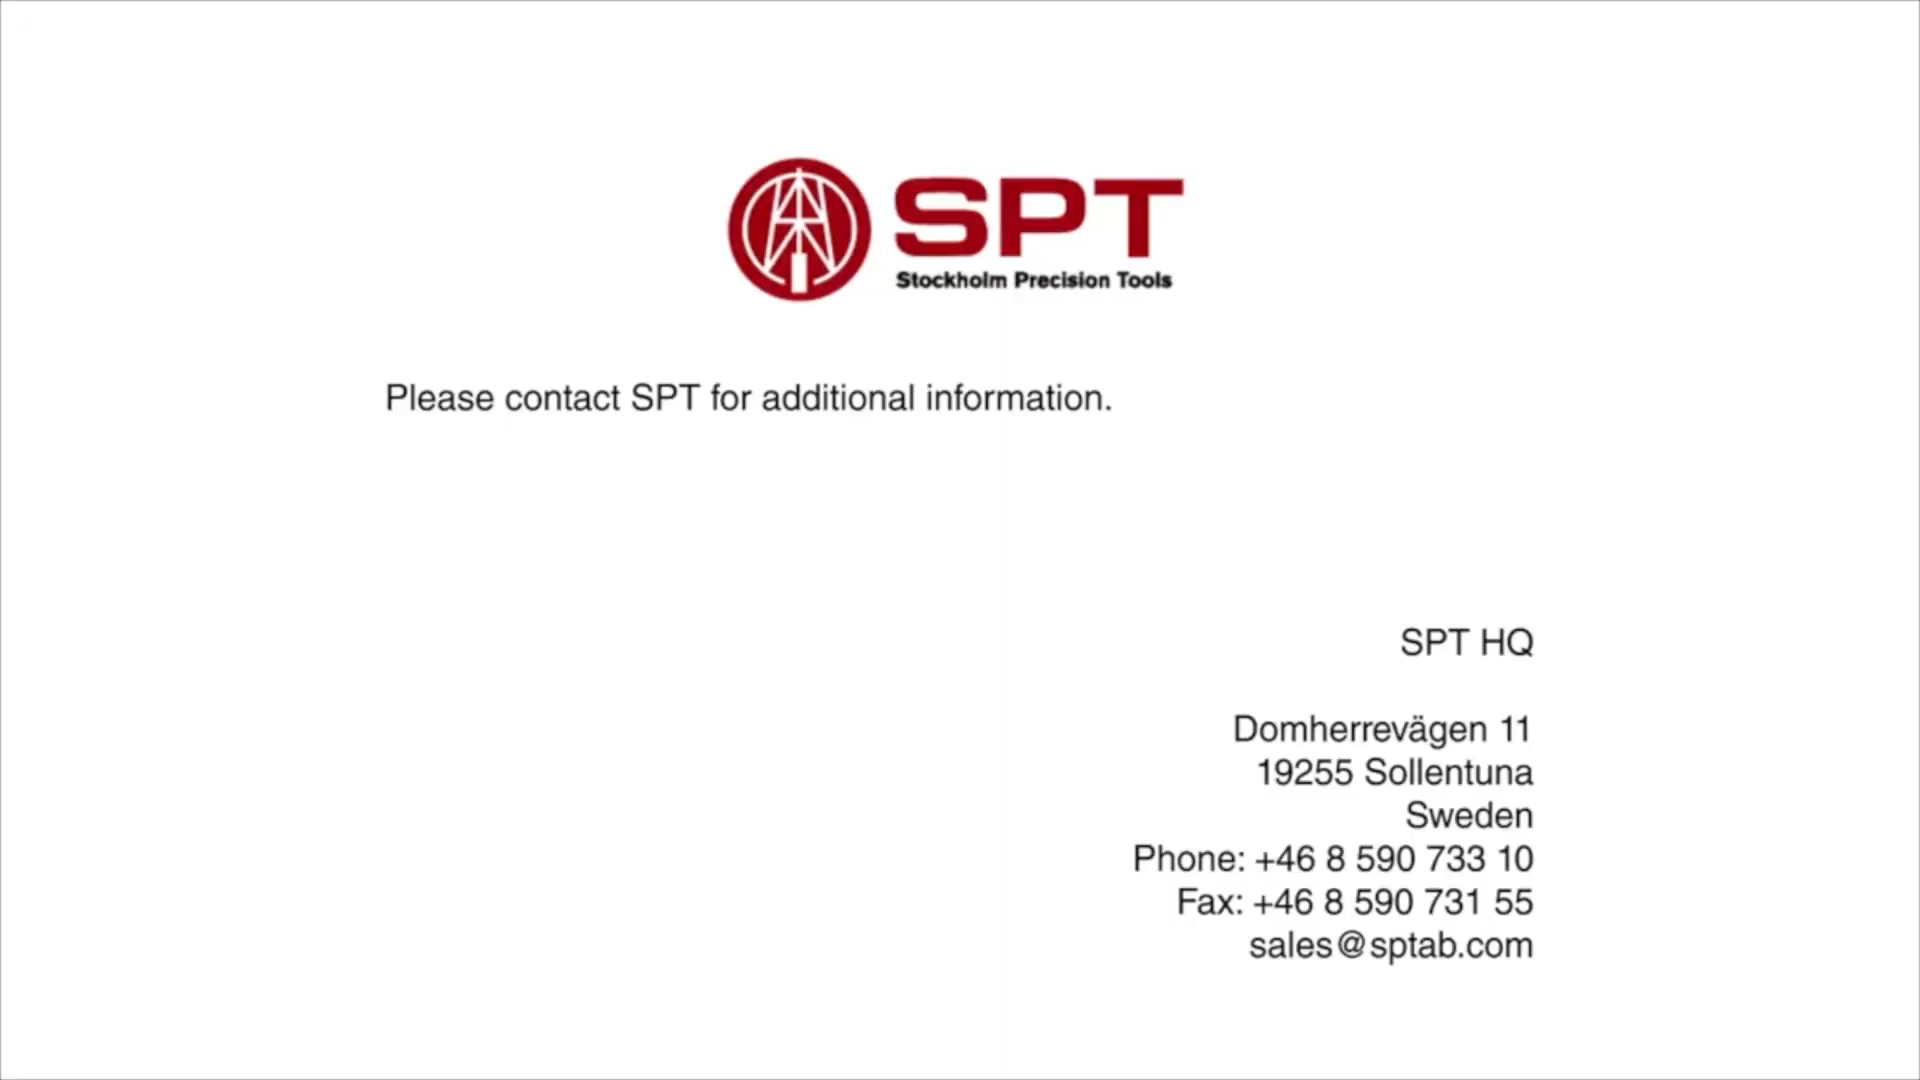 SPT
Stockholm Precision Tools
Please contact SPT for additional information.
SPT HQ
Domherrevägen 11
19255 Sollentuna
Sweden
Phone: +46 8 590 733 10
Fax: +46 8 590 731 55
sales@sptab.com